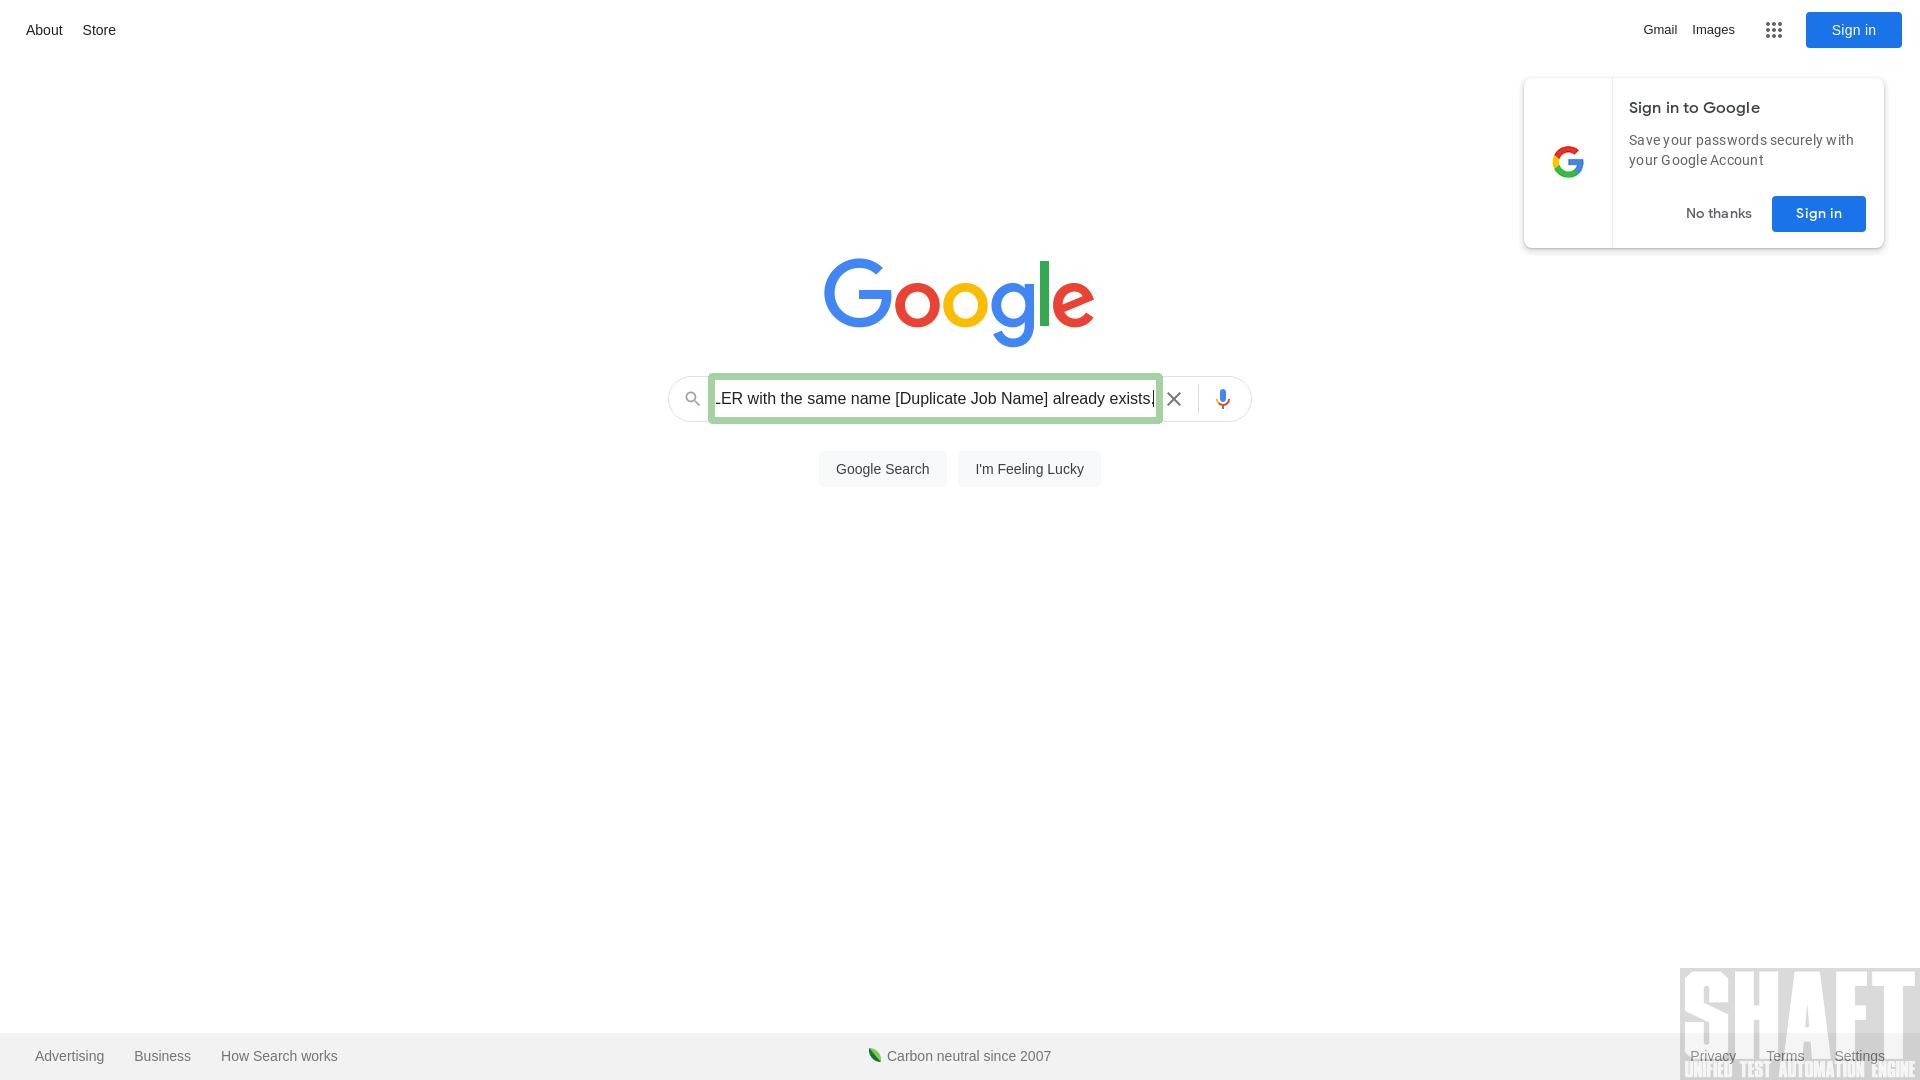 About Store Gmail Images Sign in
Sign in to Google
Save your passwords securely with
your Google Account
No thanks Sign in
Google
LER with the same name [Duplicate Job Name] already exists.
Google Search I'm Feeling Lucky
SHAFT
Advertising Business How Search works Carbon neutral since 2007 Privacy Terms Settings
UNIFIED TEST AUTOMATION ENGINE